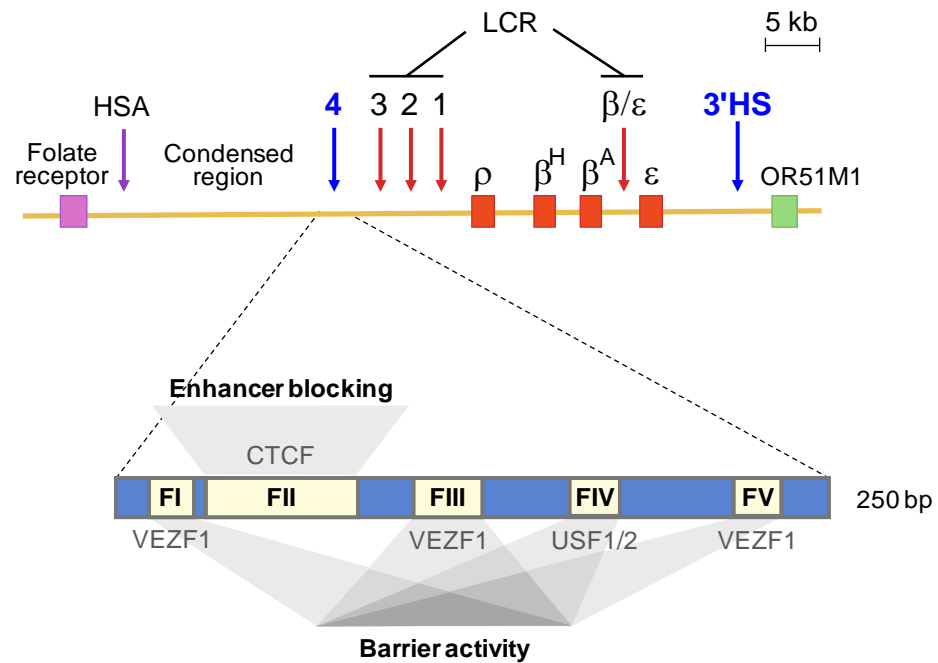 LCR
5 kb
HSA
4
3
2
1
β/ε
3'HS
Folate
receptor
Condensed
region
ρ
β^H
β^A
ε
OR51M1
Enhancer blocking
CTCF
FI
FII
FIII
FIV
FV
250 bp
VEZF1
VEZF1
USF1/2
VEZF1
Barrier activity